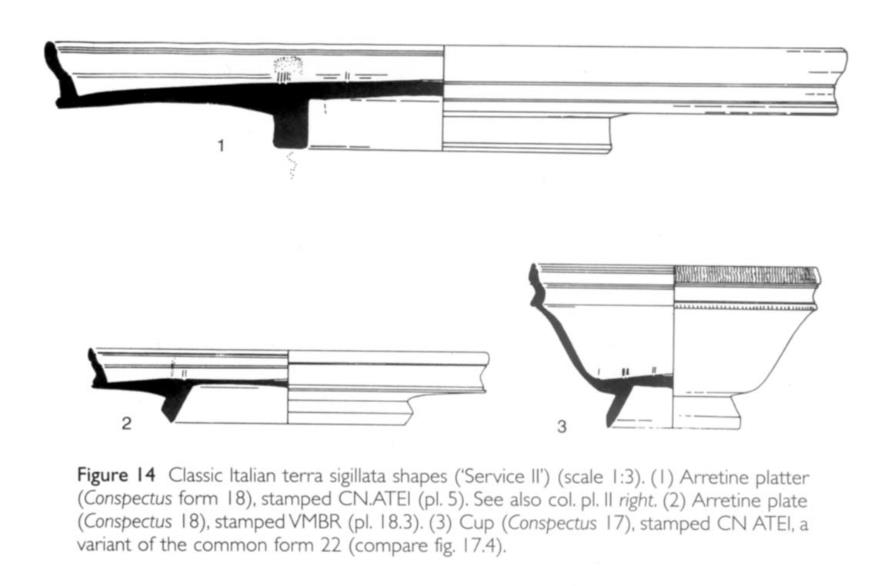 1
2
3
Figure 14 Classic Italian terra sigillata shapes (‘Service II’) (scale 1:3). (1) Arretine platter
(Conspectus form 18), stamped CN.ATEI (pl. 5). See also col. pl. II right. (2) Arretine plate
(Conspectus 18), stamped VMBR (pl. 18.3). (3) Cup (Conspectus 17), stamped CN ATEI, a
variant of the common form 22 (compare fig. 17.4).